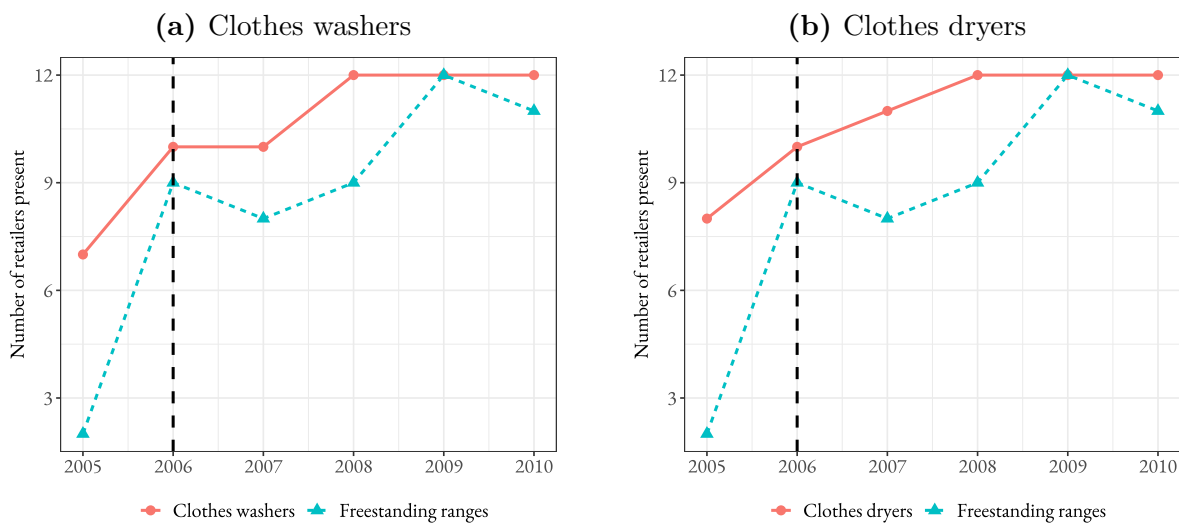 (a) Clothes washers
Number of retailers present
12
9
6
3
2005 2006 2007 2008 2009 2010
Clothes washers Freestanding ranges
(b) Clothes dryers
Number of retailers present
12
9
6
3
2005 2006 2007 2008 2009 2010
Clothes dryers Freestanding ranges